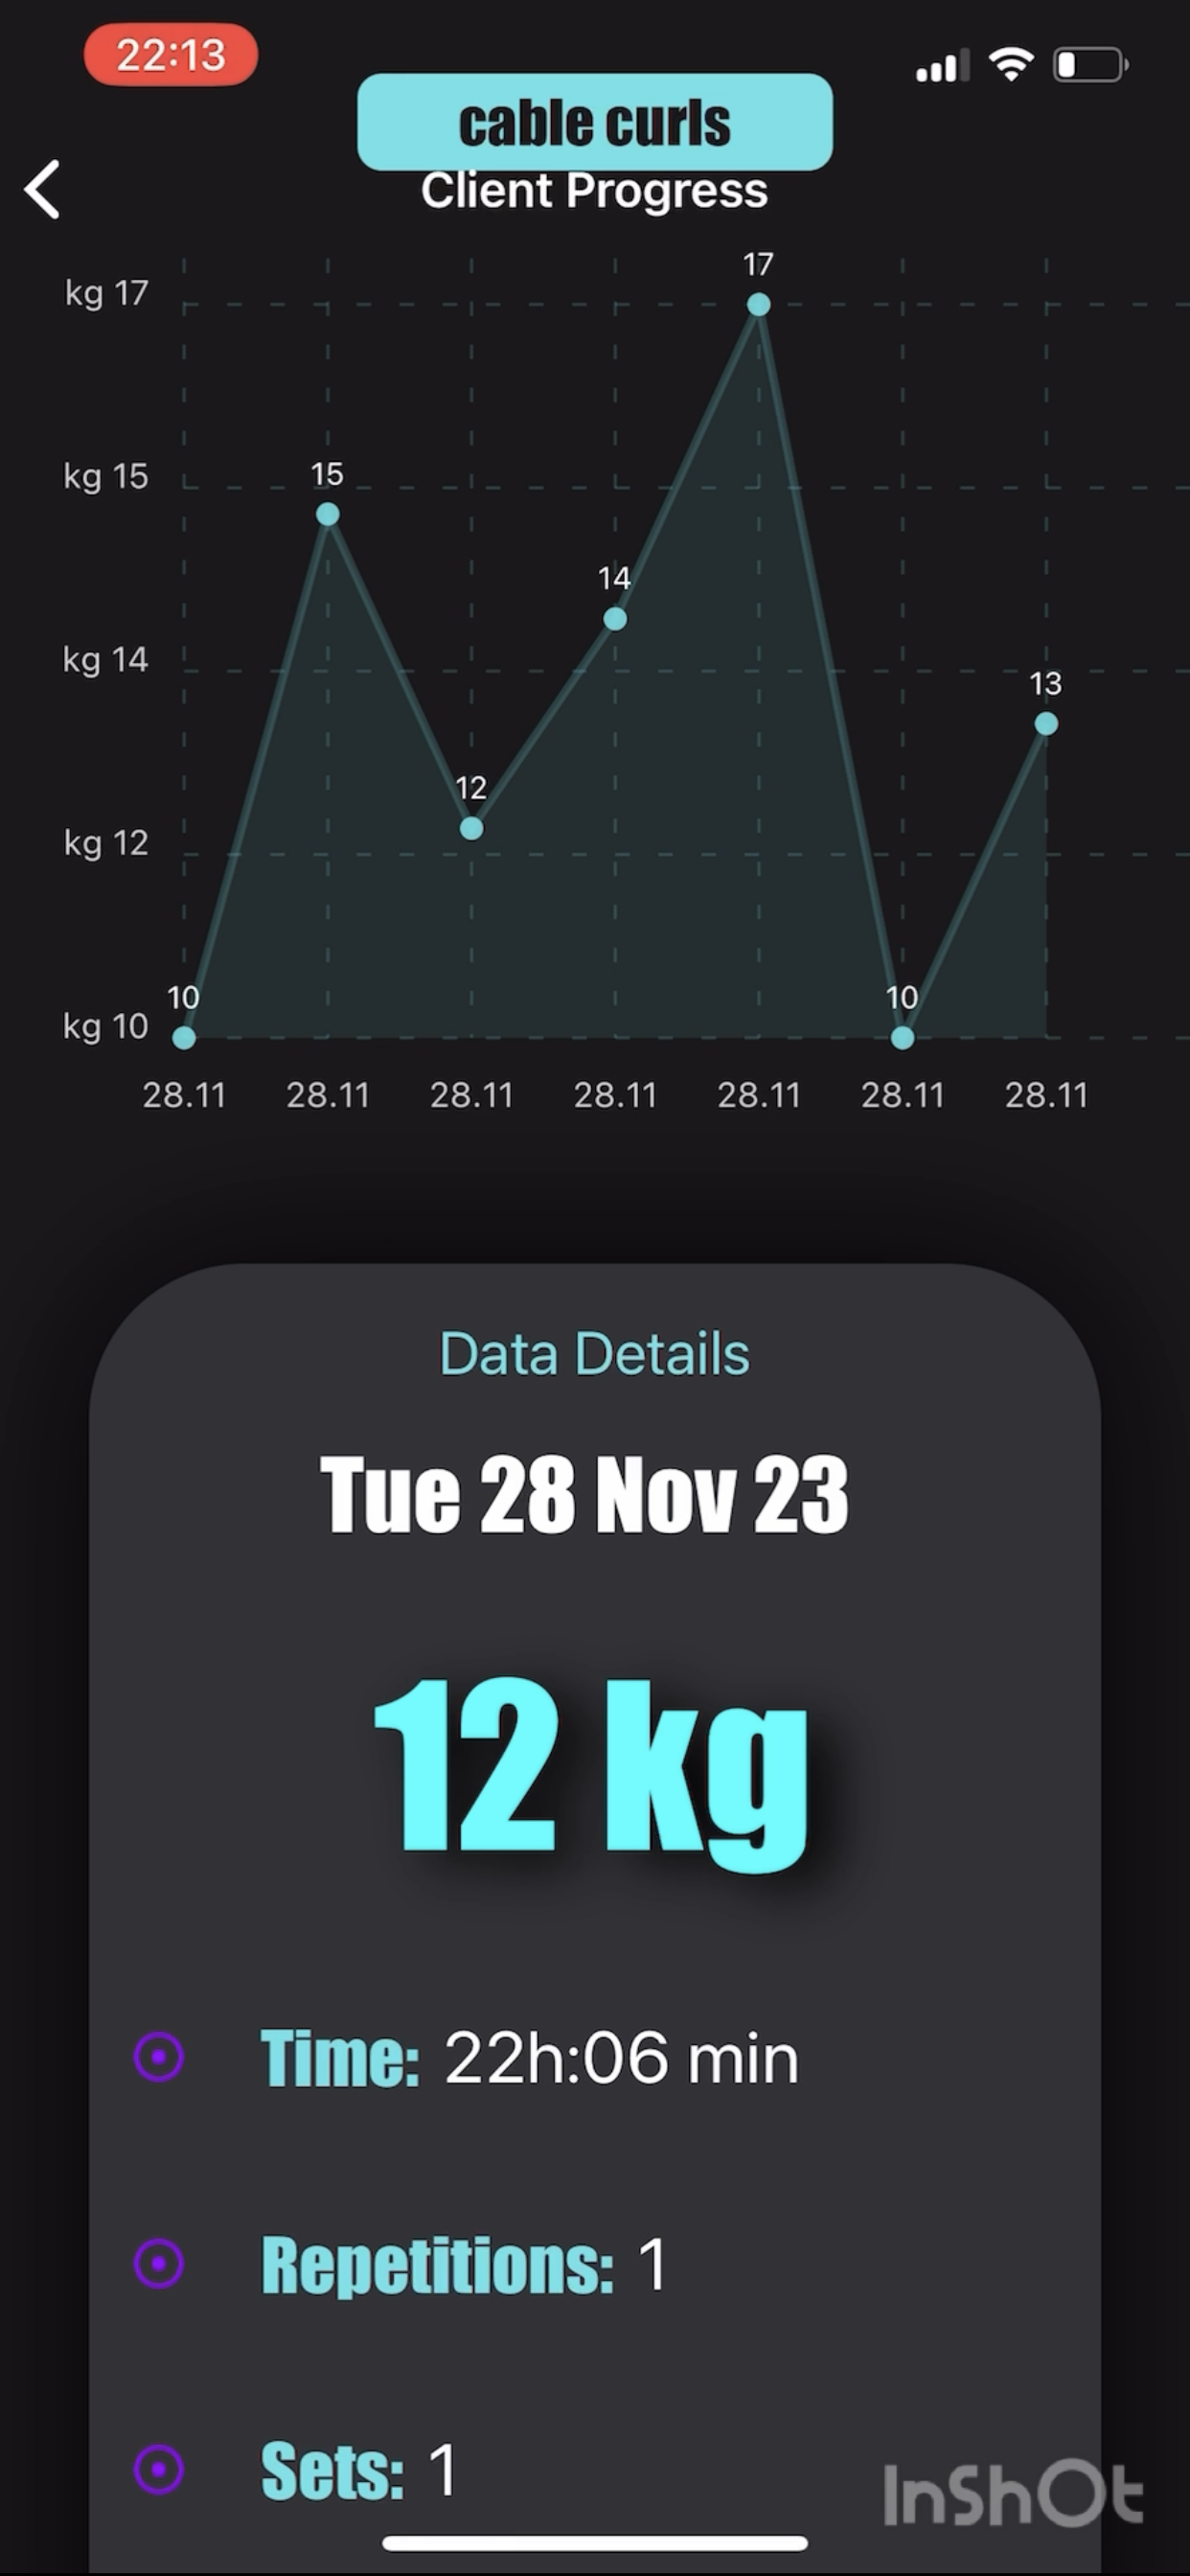 22:13
cable curls
Client Progress
17
kg 17
15
kg 15
14
kg 14
13
12
kg 12
10
10
kg 10
28.11 28.11 28.11 28.11 28.11 28.11 28.11
Data Details
Tue 28 Nov 23
12 kg
Time: 22h:06 min
Repetitions: 1
Sets: 1
InShOt